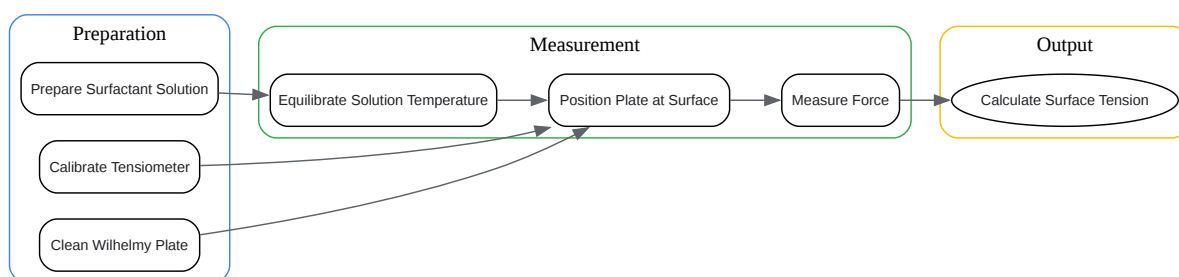 Preparation
Prepare Surfactant Solution
Calibrate Tensiometer
Clean Wilhelmy Plate
Measurement
Equilibrate Solution Temperature
Position Plate at Surface
Measure Force
Output
Calculate Surface Tension